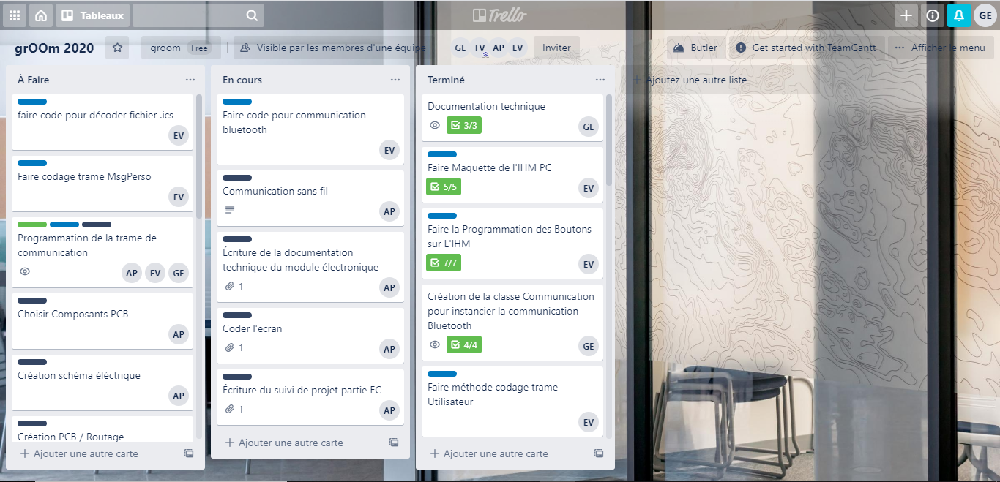 Tableaux
Trello
GE
grOOm 2020
groom Free
Visible par les membres d'une équipe
GE TV AP EV
Inviter
Butler
Get started with TeamGantt
Afficher le menu
À Faire
faire code pour décoder fichier .ics
EV
Faire codage trame MsgPerso
EV
Programmation de la trame de
communication
AP EV GE
Choisir Composants PCB
AP
Création schéma éléctrique
AP
Création PCB / Routage
Ajouter une autre carte
En cours
Faire code pour communication
bluetooth
EV
Communication sans fil
AP
Écriture de la documentation
technique du module électronique
1
AP
Coder l'ecran
1
AP
Écriture du suivi de projet partie EC
1
AP
Ajouter une autre carte
Terminé
Documentation technique
3/3
GE
Faire Maquette de l'IHM PC
5/5
EV
Faire la Programmation des Boutons
sur L'IHM
7/7
EV
Création de la classe Communication
pour instancier la communication
Bluetooth
4/4
GE
Faire méthode codage trame
Utilisateur
EV
Ajouter une autre carte
Ajoutez une autre liste